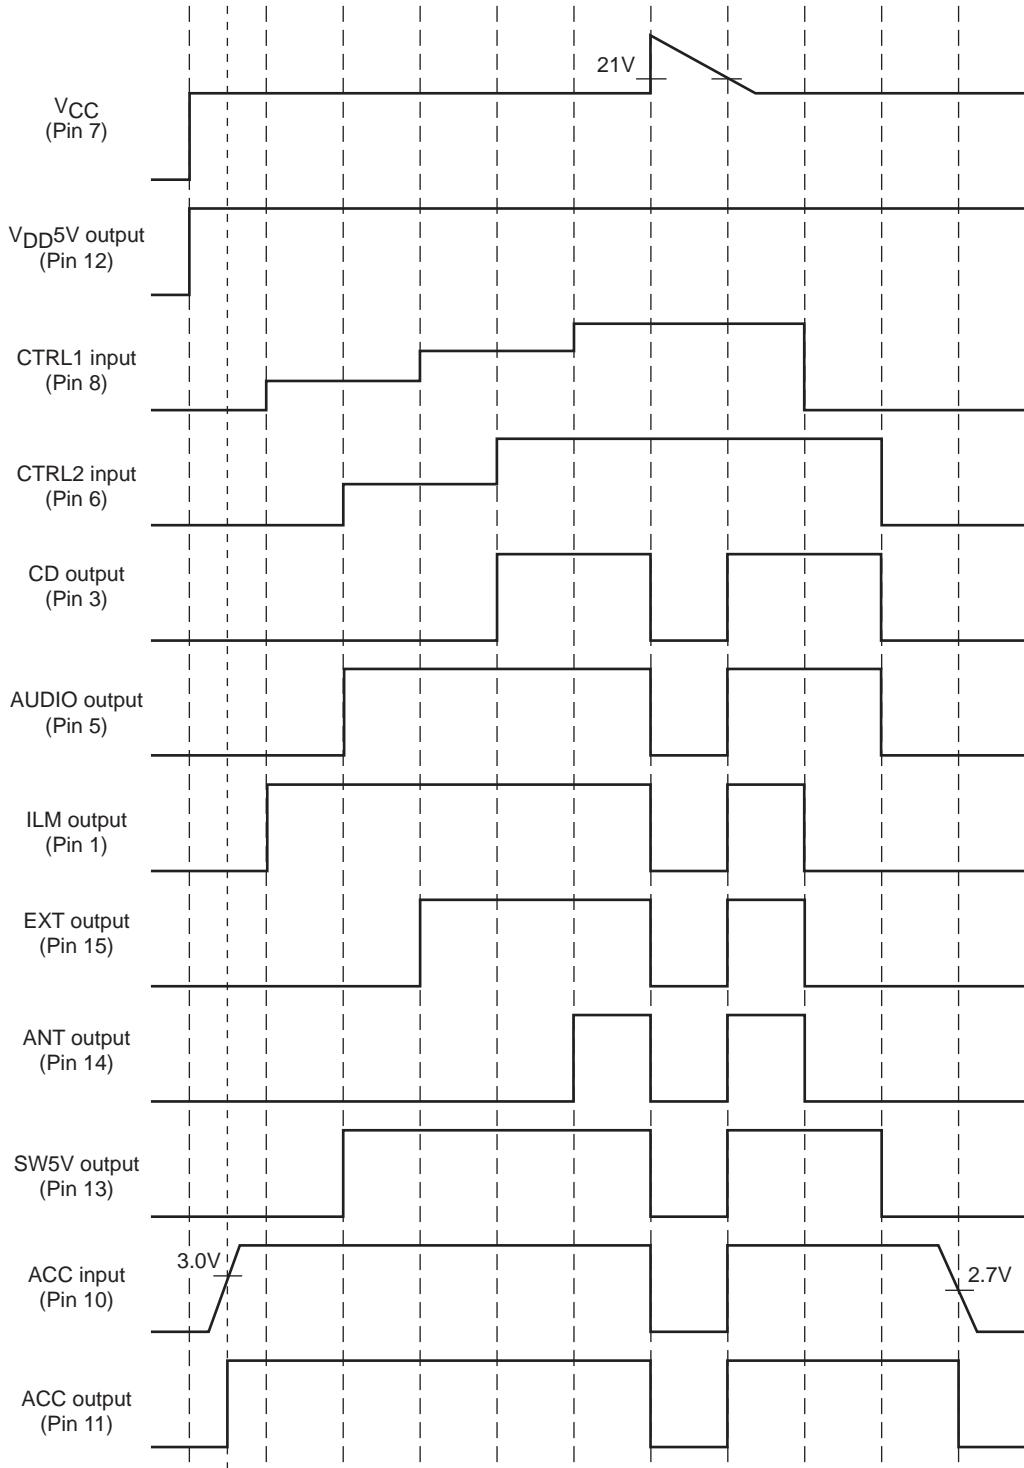 21V
VCC
(Pin 7)
VDD5V output
(Pin 12)
CTRL1 input
(Pin 8)
CTRL2 input
(Pin 6)
CD output
(Pin 3)
AUDIO output
(Pin 5)
ILM output
(Pin 1)
EXT output
(Pin 15)
ANT output
(Pin 14)
SW5V output
(Pin 13)
3.0V
ACC input
(Pin 10)
2.7V
ACC output
(Pin 11)